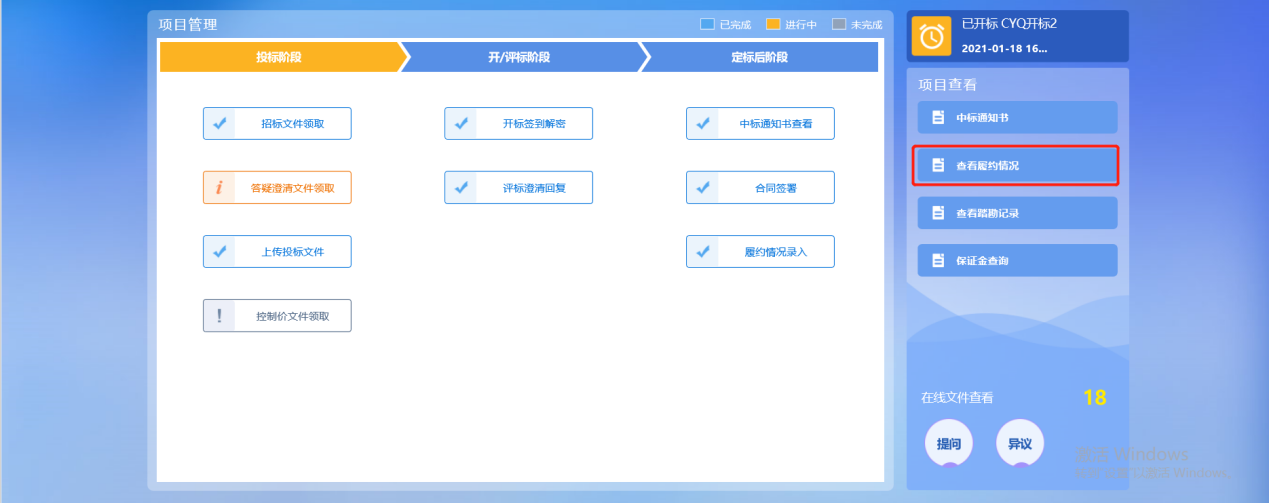 项目管理
已完成 进行中 未完成
投标阶段 开/评标阶段 定标后阶段
招标文件领取 开标签到解密 中标通知书查看
答疑澄清文件领取 评标澄清回复 合同签署
上传投标文件 履约情况录入
控制价文件领取
已开标 CYQ开标2
2021-01-18 16...
项目查看
中标通知书
查看履约情况
查看踏勘记录
保证金查询
在线文件查看 18
提问 异议
Windows
Windows。